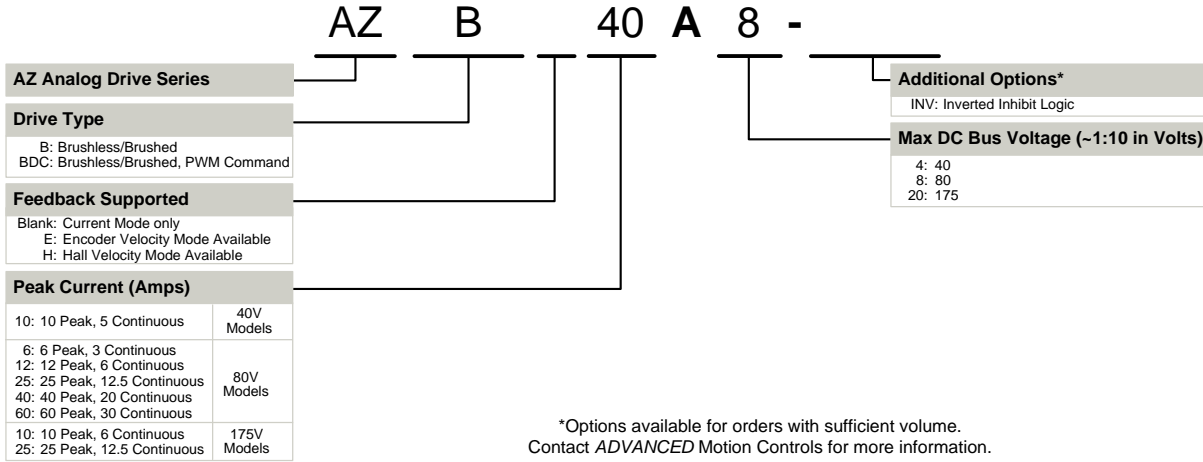 AZ B 40 A 8 -
AZ Analog Drive Series
Drive Type
B: Brushless/Brushed
BDC: Brushless/Brushed, PWM Command
Feedback Supported
Blank: Current Mode only
E: Encoder Velocity Mode Available
H: Hall Velocity Mode Available
Peak Current (Amps)
10: 10 Peak, 5 Continuous
40V
Models
6: 6 Peak, 3 Continuous
12: 12 Peak, 6 Continuous
25: 25 Peak, 12.5 Continuous
40: 40 Peak, 20 Continuous
60: 60 Peak, 30 Continuous
80V
Models
10: 10 Peak, 6 Continuous
25: 25 Peak, 12.5 Continuous
175V
Models
Additional Options*
INV: Inverted Inhibit Logic
Max DC Bus Voltage (~1:10 in Volts)
4: 40
8: 80
20: 175
*Options available for orders with sufficient volume.
Contact ADVANCED Motion Controls for more information.